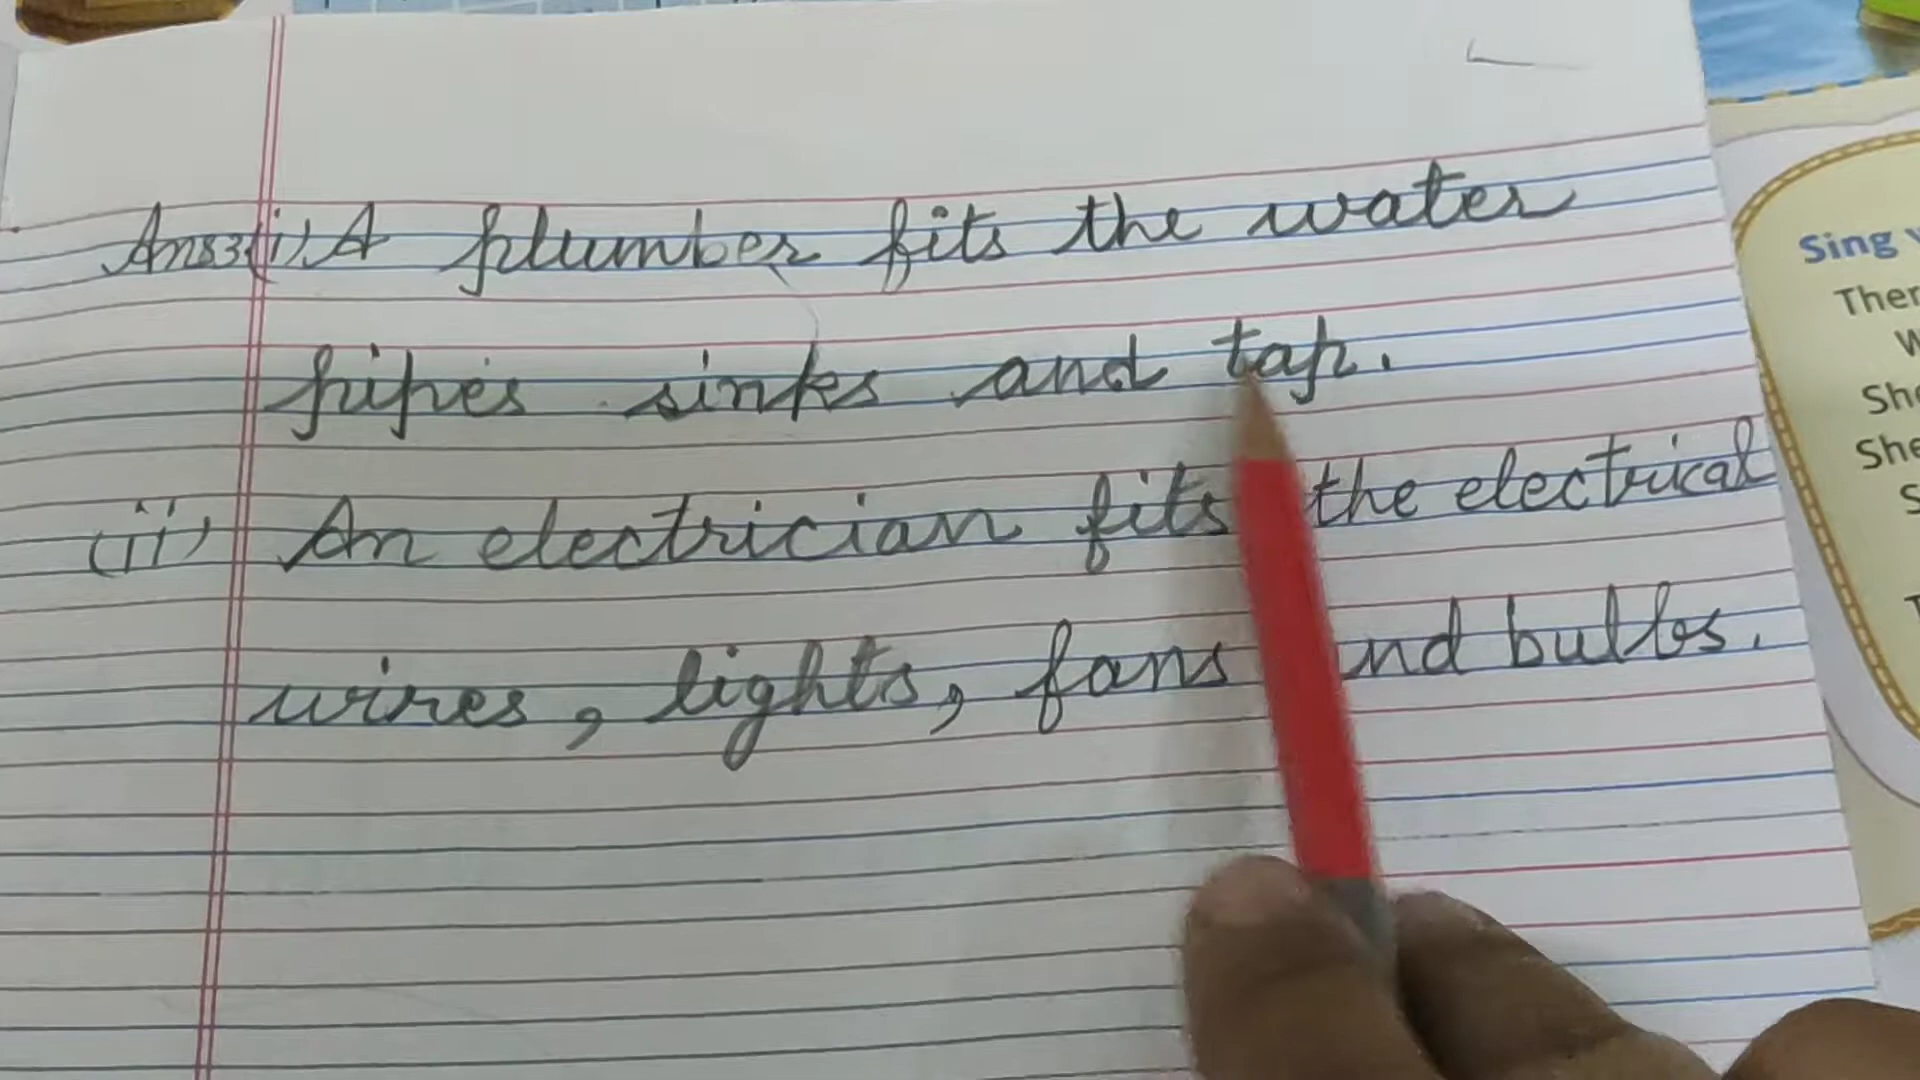 Ans3(i) A plumber fits the water
pipes sinks and tap.
(ii) An electrician fits the electrical
wires, lights, fans nd bulbs.
Sing
Ther
W
She
She
S
T